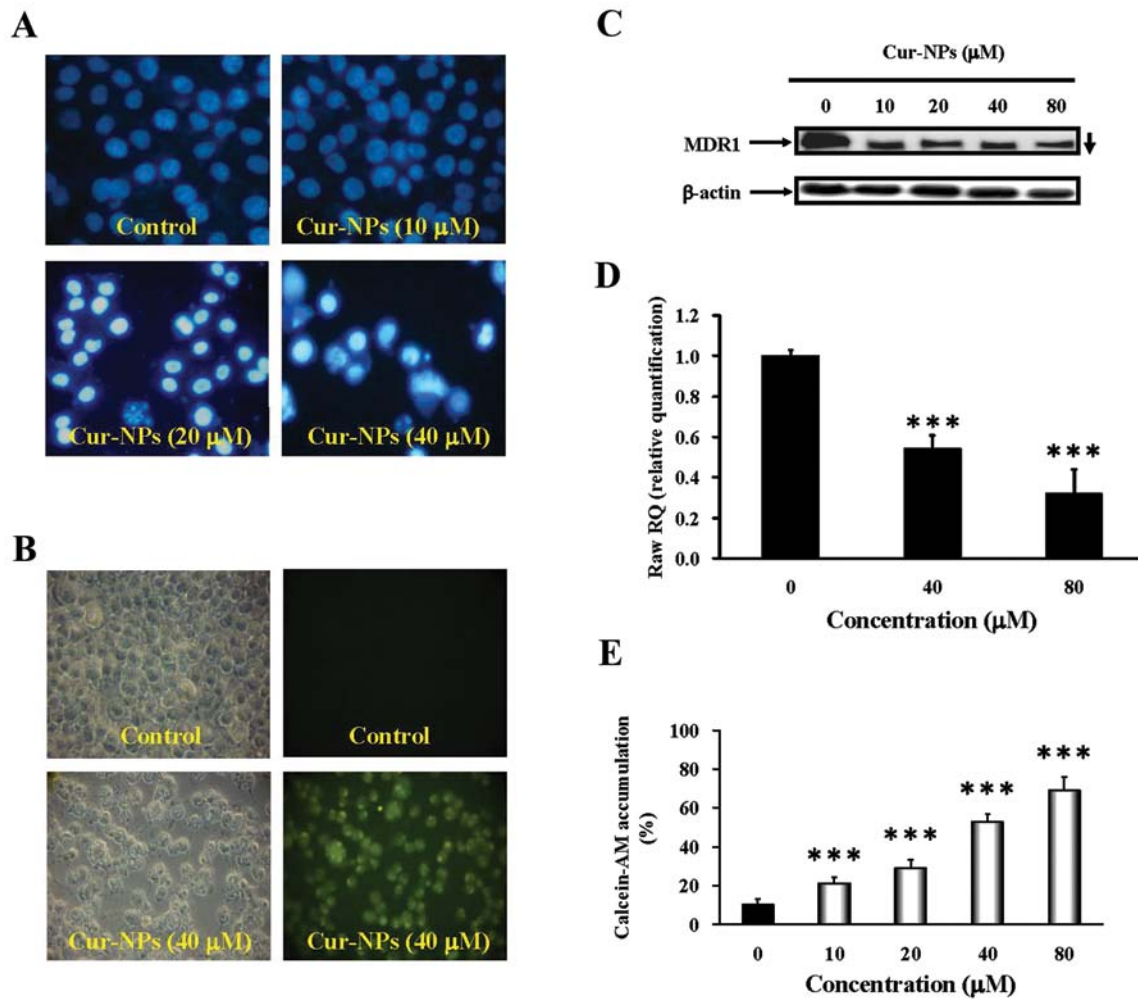 A
Control
Cur-NPs (10 μM)
Cur-NPs (20 μM)
Cur-NPs (40 μM)
B
Control
Control
Cur-NPs (40 μM)
Cur-NPs (40 μM)
C
Cur-NPs (μM)
0 10 20 40 80
MDR1
β-actin
D
Raw RQ (relative quantification)
1.2
1.0
0.8
0.6
0.4
0.2
0.0
***
***
0 40 80
Concentration (μM)
E
Calcein-AM accumulation
(%)
100
80
60
40
20
0
***
***
***
***
0 10 20 40 80
Concentration (μM)